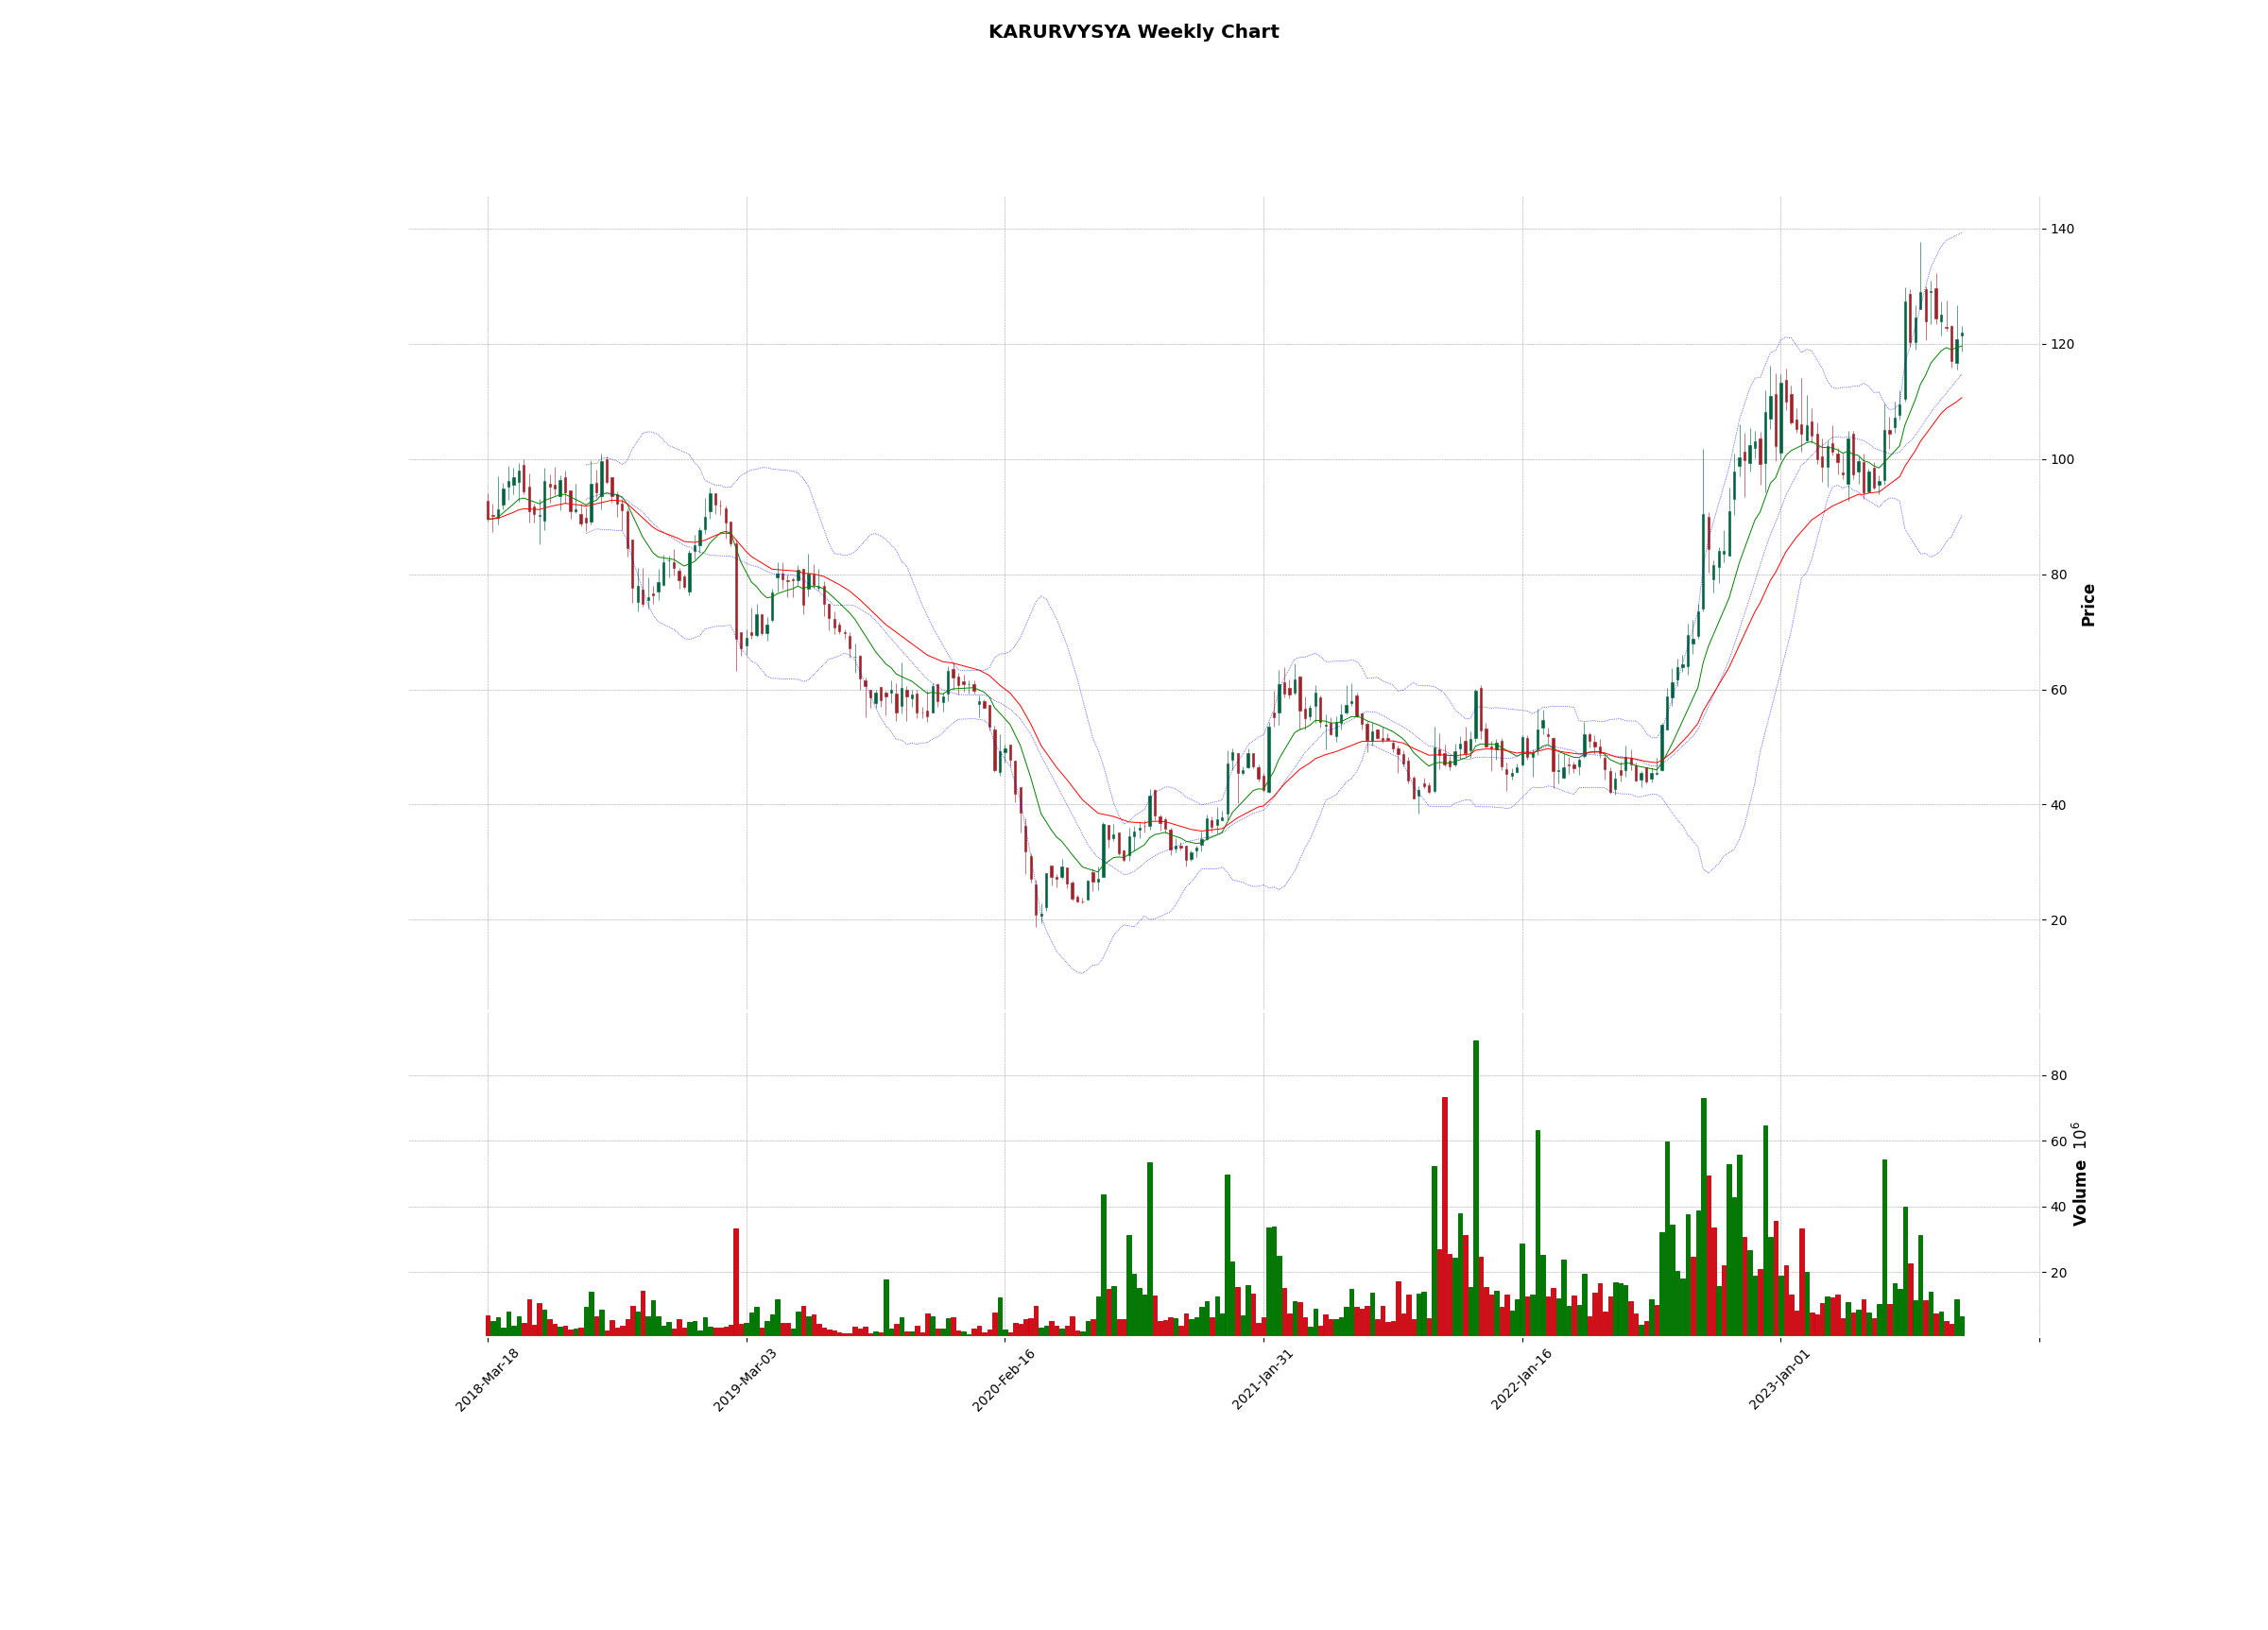 KARURVYSYA Weekly Chart
140
120
100
80
60
40
20
Price
80
60
40
20
Volume 10^6
2018-Mar-18
2019-Mar-03
2020-Feb-16
2021-Jan-31
2022-Jan-16
2023-Jan-01